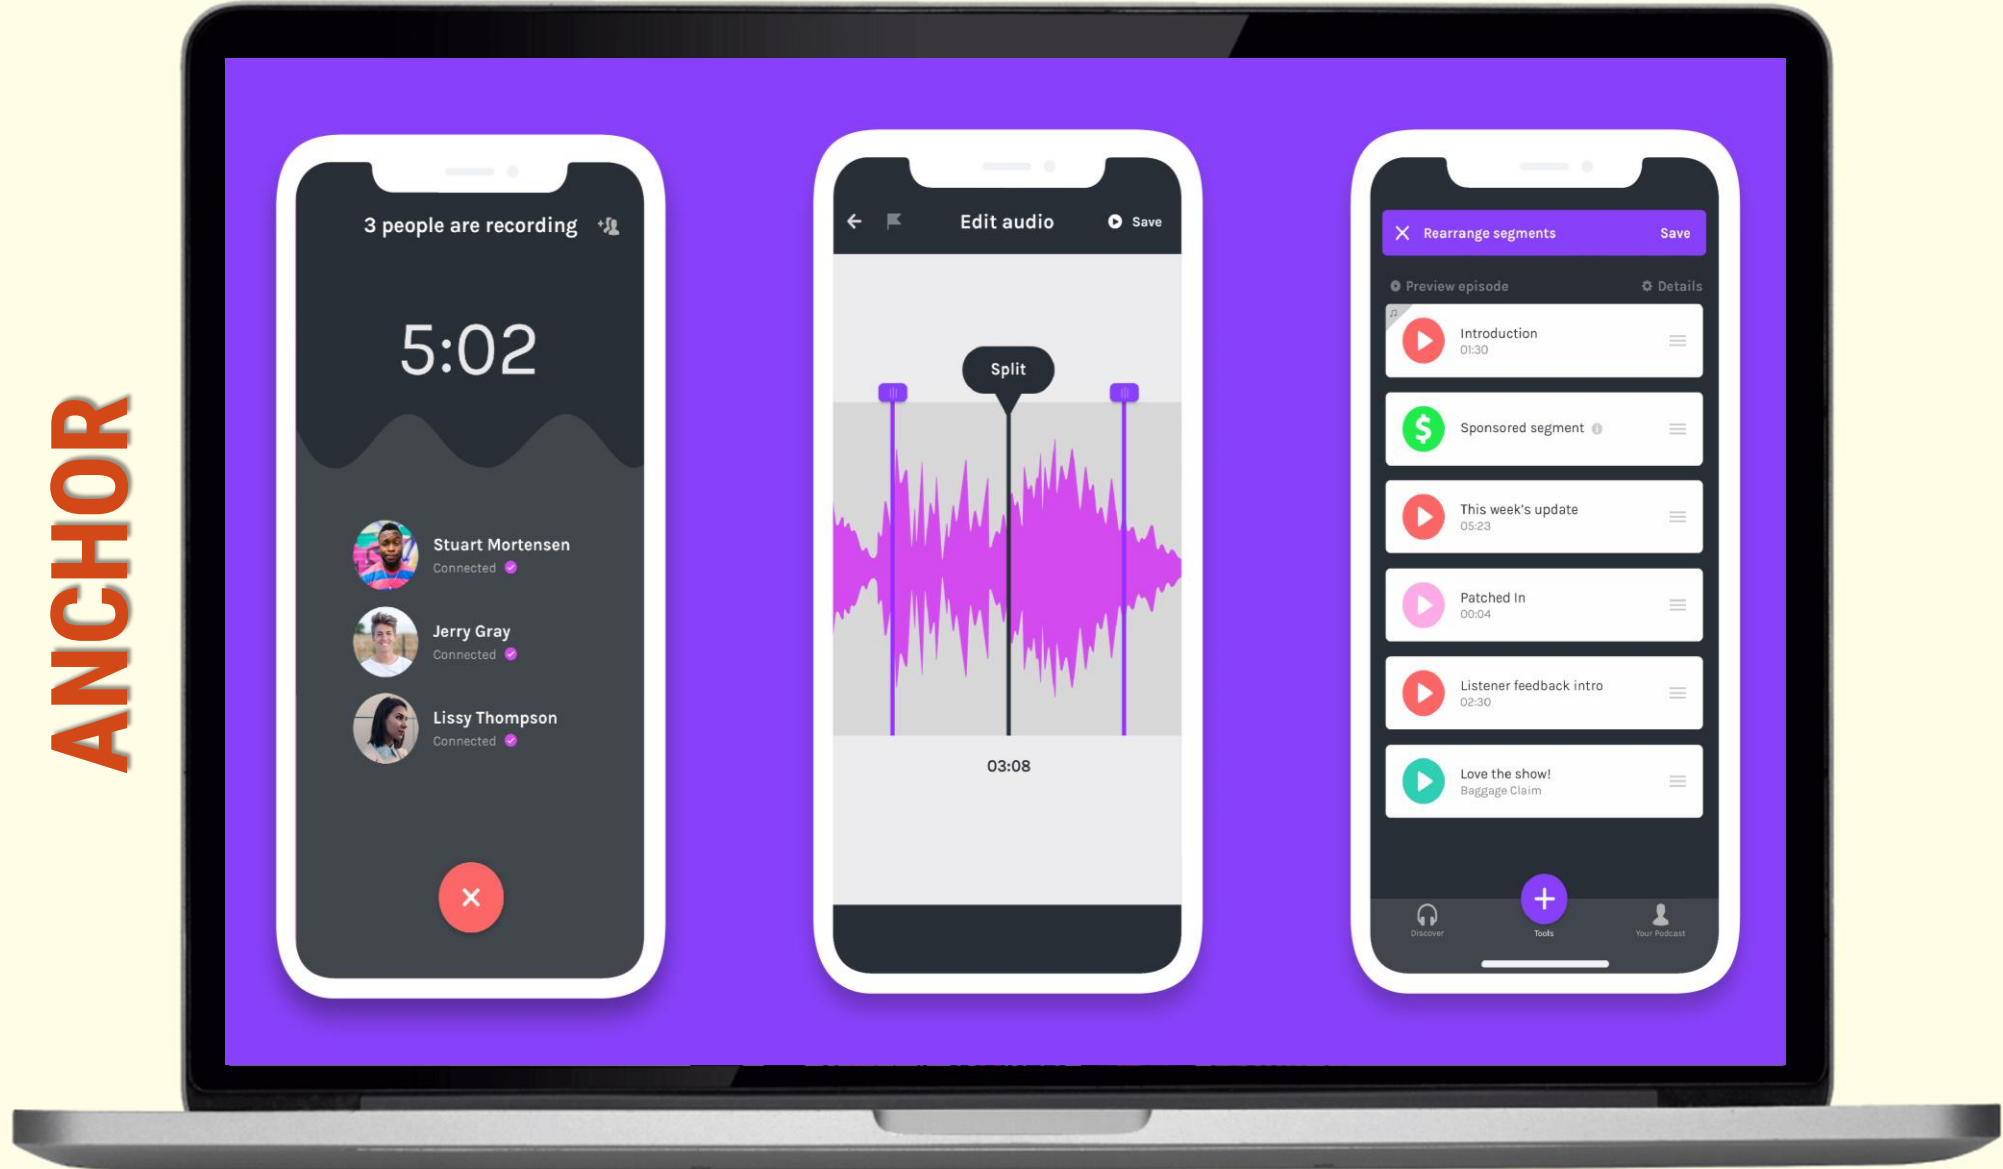 ANCHOR
3 people are recording
5:02
Stuart Mortensen
Connected
Jerry Gray
Connected
Lissy Thompson
Connected
Edit audio
Save
Split
03:08
Rearrange segments
Save
Preview episode
Details
Introduction
01:30
Sponsored segment
This week's update
05:23
Patched In
00:04
Listener feedback intro
02:30
Love the show!
Baggage Claim
Discover
Tools
Your Podcast